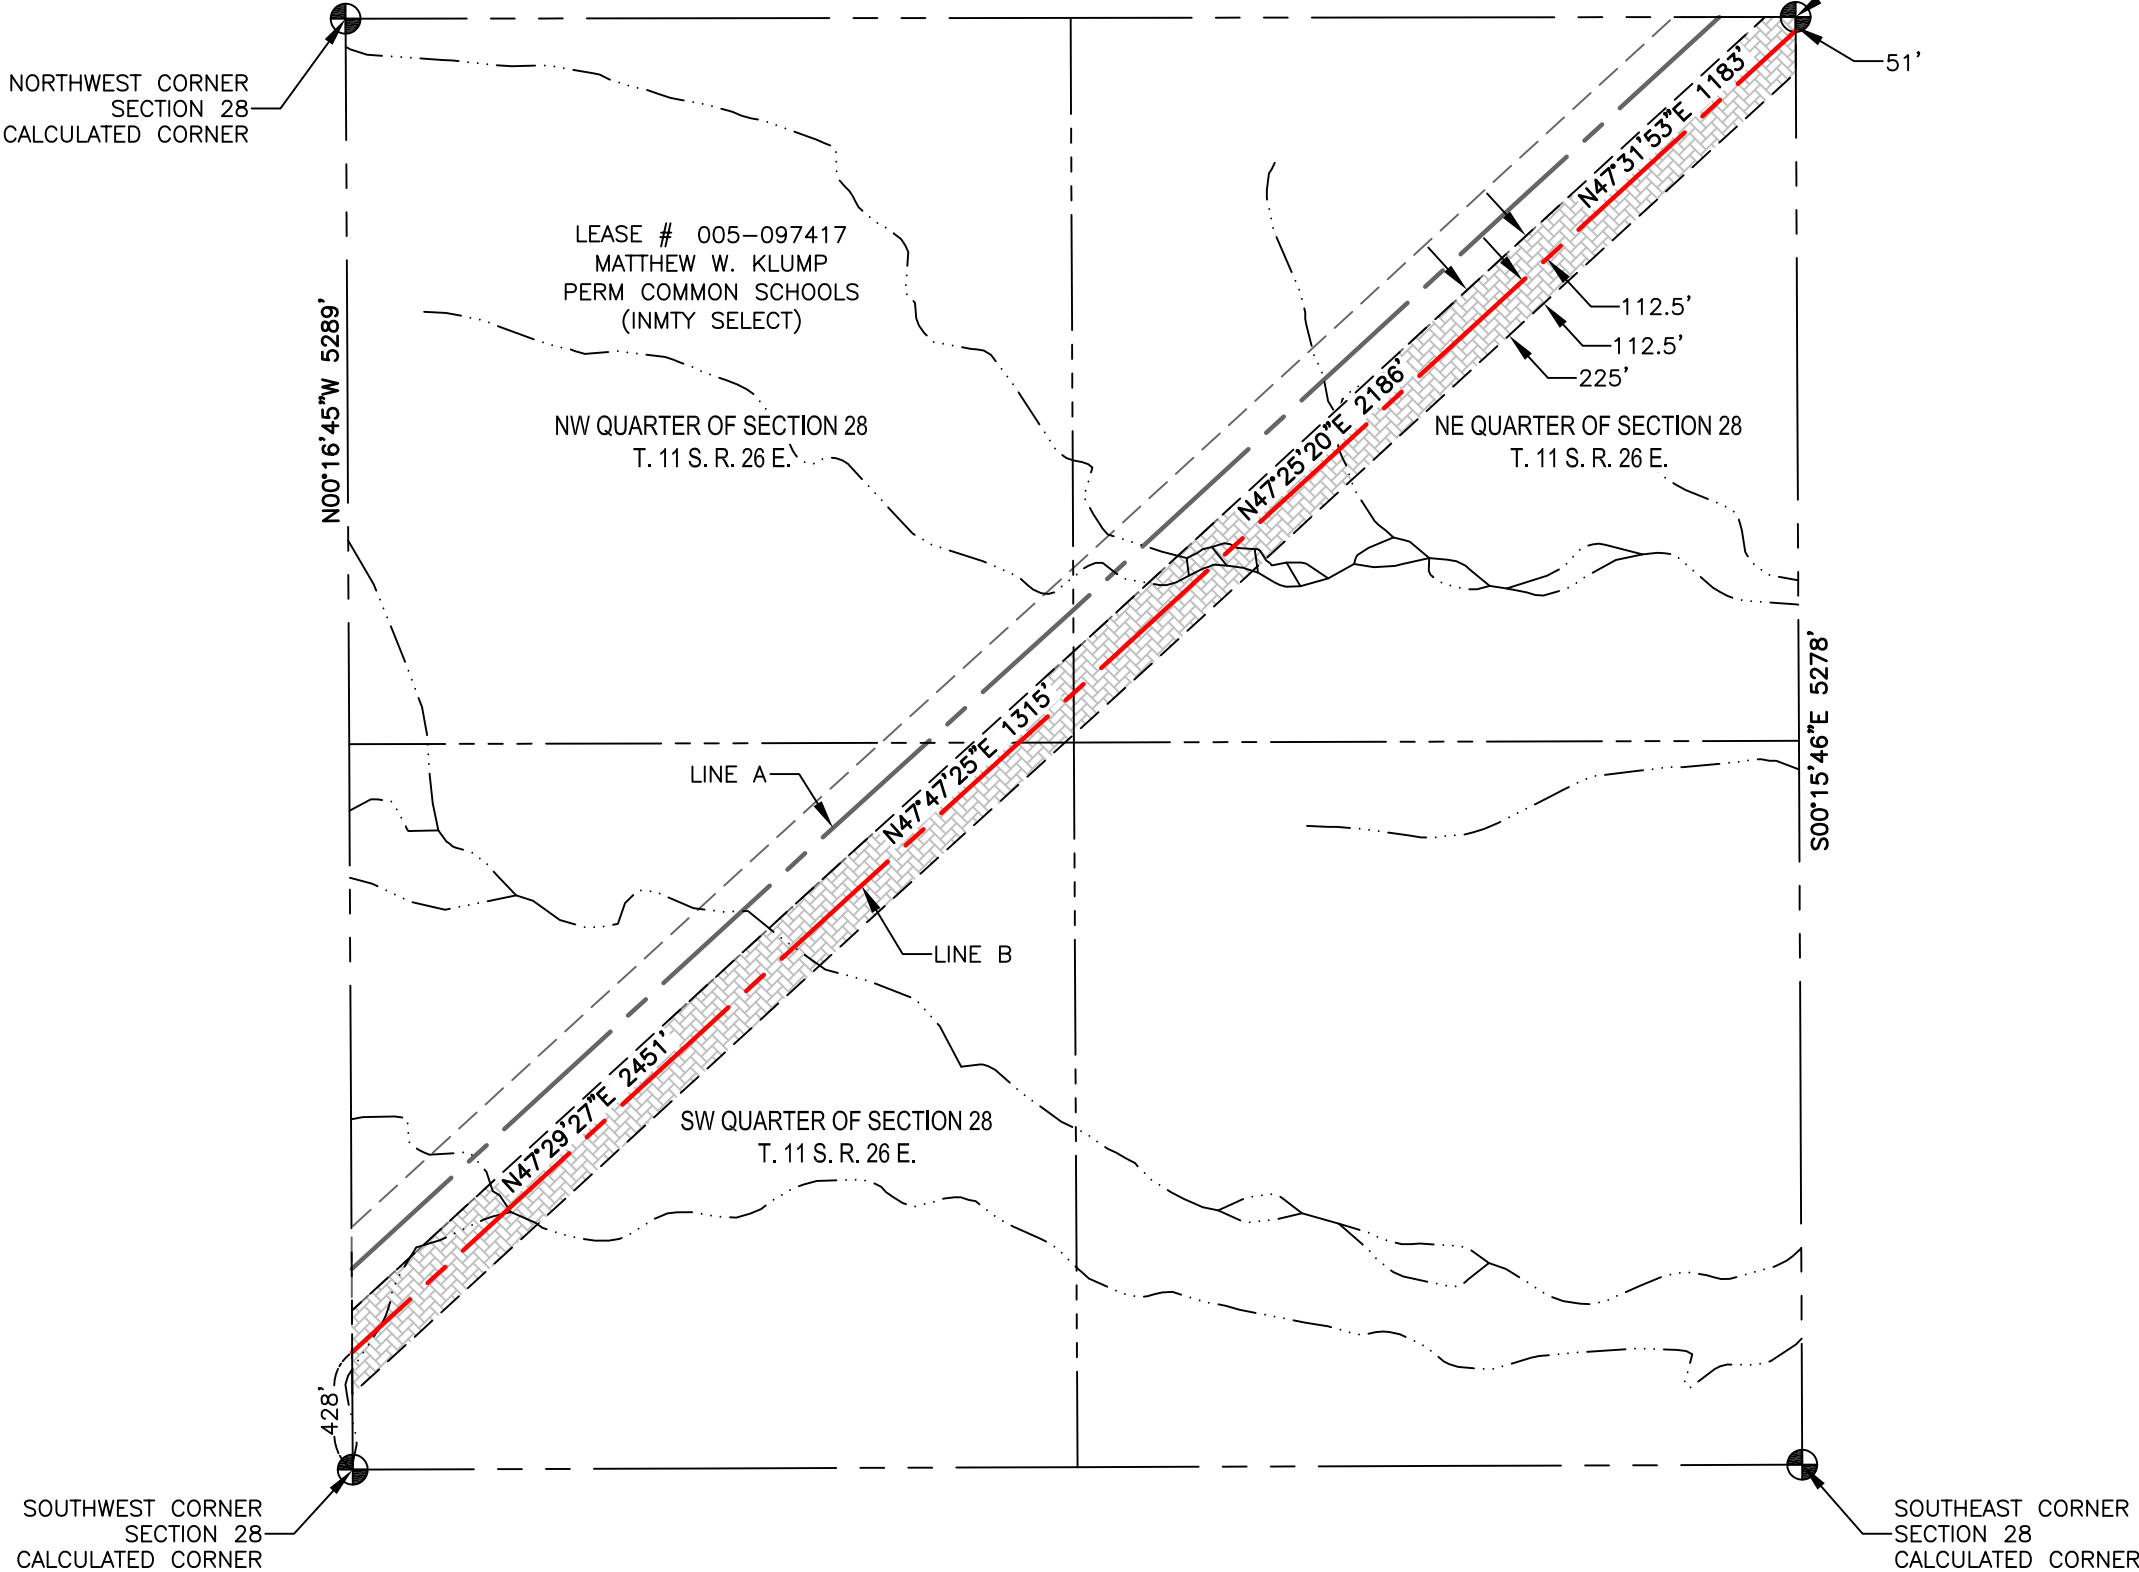 51'
NORTHWEST CORNER
SECTION 28
CALCULATED CORNER
N47°31'53"E 1183'
LEASE # 005-097417
MATTHEW W. KLUMP
PERM COMMON SCHOOLS
(INMTY SELECT)
112.5'
112.5'
225'
N00°16'45"W 5289'
N47°25'20"E 2186'
NW QUARTER OF SECTION 28
T. 11 S. R. 26 E.
NE QUARTER OF SECTION 28
T. 11 S. R. 26 E.
S00°15'46"E 5278'
N47°47'25"E 1315'
LINE A
LINE B
N47°29'27"E 2451'
SW QUARTER OF SECTION 28
T. 11 S. R. 26 E.
428'
SOUTHWEST CORNER
SECTION 28
CALCULATED CORNER
SOUTHEAST CORNER
SECTION 28
CALCULATED CORNER